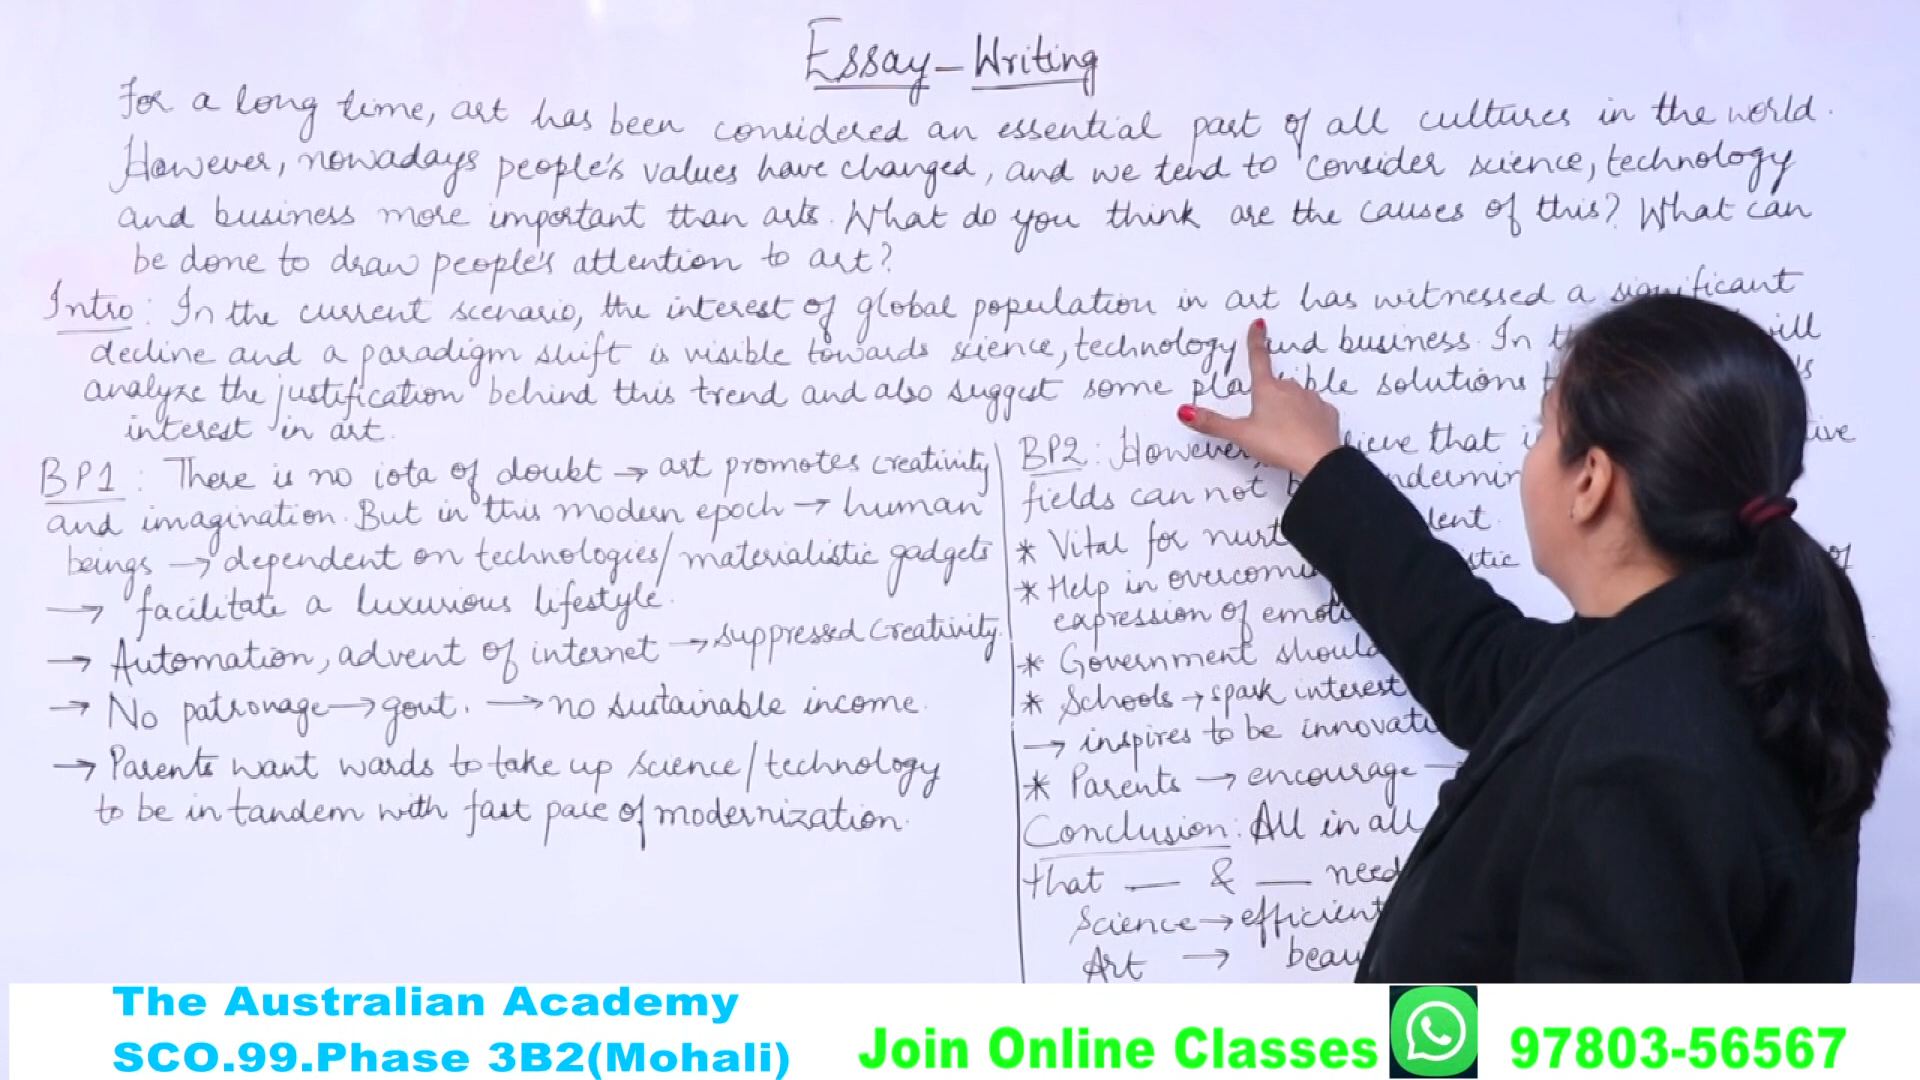 Essay-Writing
For a long time, art has been considered an essential part of all cultures in the world.
However, nowadays people's values have changed, and we tend to consider science, technology
and business more important than arts. What do you think are the causes of this? What can
be done to draw people's attention to art?
Intro: In the current scenario, the interest of global population in art has witnessed a significant
decline and a paradigm shift is visible towards science, technology and business. In
analyze the justification behind this trend and also suggest some solutions
interest in art.
BP1: There is no iota of doubt → art promotes creativity
and imagination. But in this modern epoch → human
beings → dependent on technologies/materialistic gadgets
→ facilitate a luxurious lifestyle.
→ Automation, advent of internet → suppressed creativity.
→ No patronage → govt. → no sustainable income.
→ Parents want wards to take up science/technology
to be in tandem with fast pace of modernization.
BP2: However, that
fields can not
* Vital for
* Help in
expression of
* Government should
* Schools → spark interest
→ inspires to be
* Parents → encourage →
Conclusion: All in all
that __ & __ need
Science → efficient
Art →
The Australian Academy
SCO.99.Phase 3B2(Mohali)
Join Online Classes
97803-56567